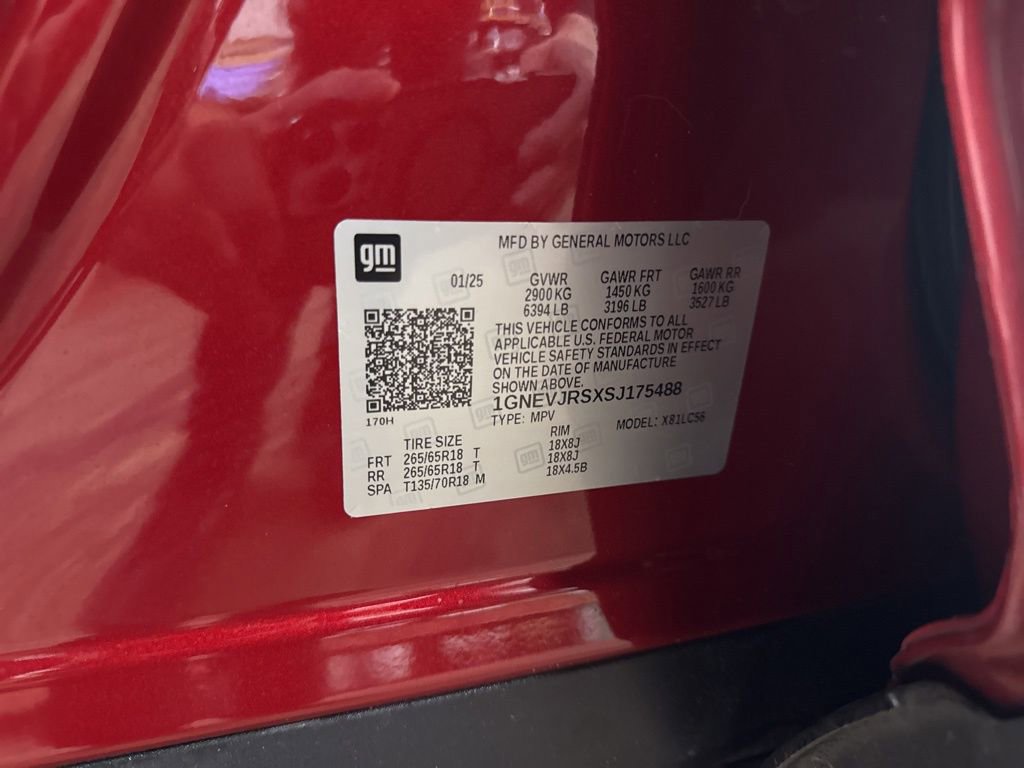 gm
MFD BY GENERAL MOTORS LLC
01/25
GVWR GAWR FRT GAWR RR
2900 KG 1450 KG 1600 KG
6394 LB 3196 LB 3527 LB
THIS VEHICLE CONFORMS TO ALL
APPLICABLE U.S. FEDERAL MOTOR
VEHICLE SAFETY STANDARDS IN EFFECT
ON THE DATE OF MANUFACTURE
SHOWN ABOVE.
1GNEVJRSXSJ175488
170H
TYPE: MPV MODEL: X81LC56
TIRE SIZE RIM
FRT 265/65R18 T 18X8J
RR 265/65R18 T 18X8J
SPA T135/70R18 M 18X4.5B